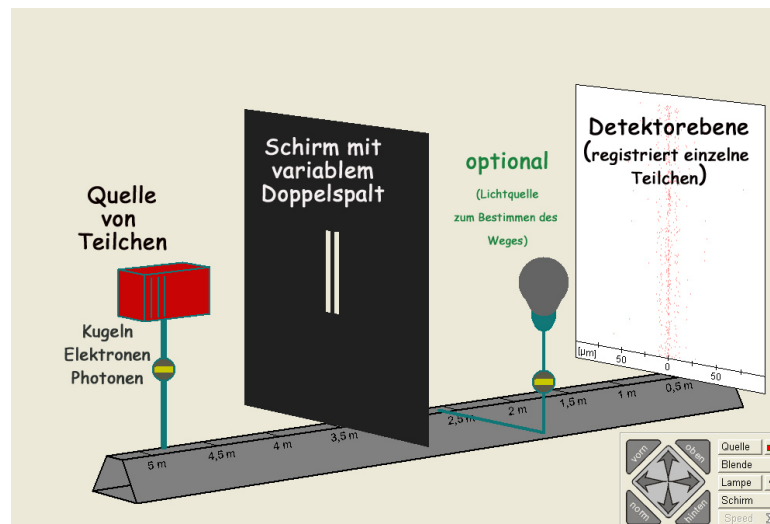 Quelle
von
Teilchen
Kugeln
Elektronen
Photonen
Schirm mit
variablem
Doppelspalt
optional
(Lichtquelle
zum Bestimmen des
Weges)
Detektorebene
(registriert einzelne
Teilchen)
[µm] 50 0 50
5 m 4,5 m 4 m 3,5 m 2,5 m 2 m 1,5 m 1 m 0,5 m
vorn oben
norm hinten
Quelle
Blende
Lampe
Schirm
Speed